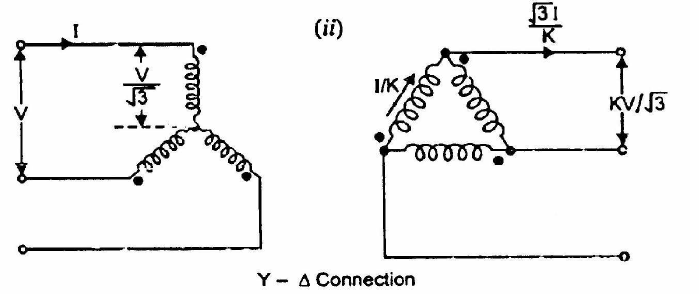 I
(ii)
√3 I
K
V
V
√3
I/K
KV/√3
Y – Δ Connection